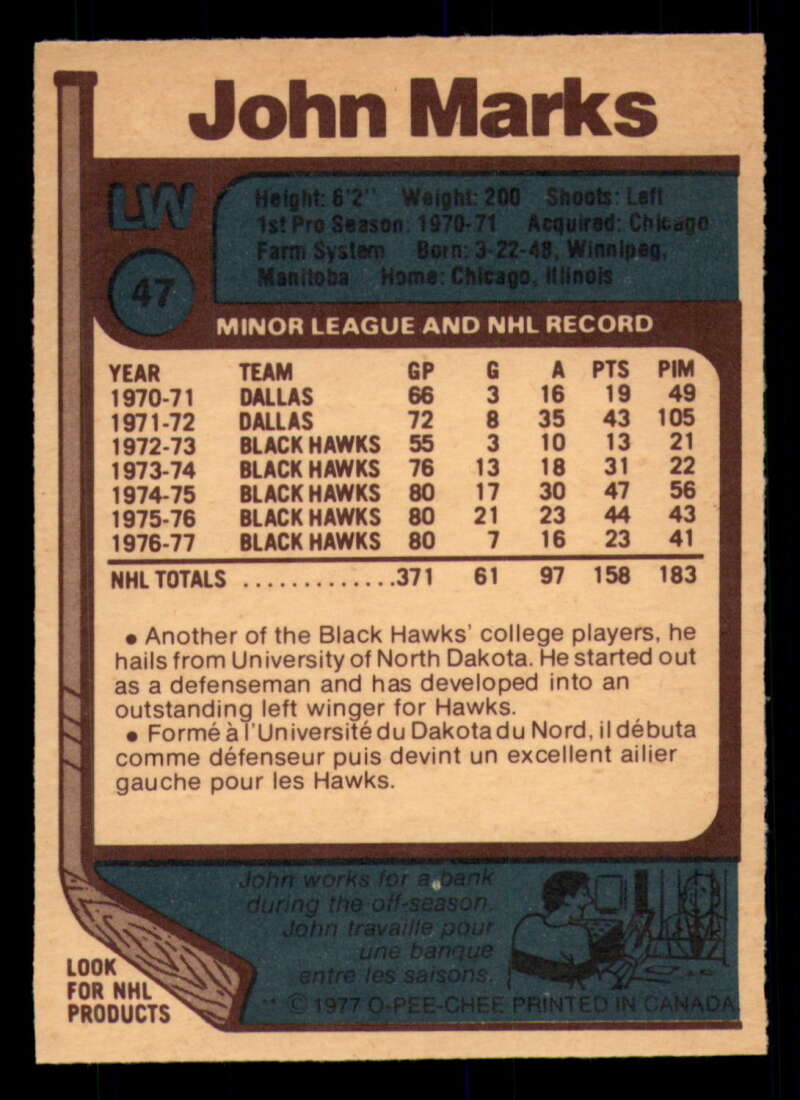 John Marks
LW
Height: 6'2" Weight: 200 Shoots: Left
1st Pro Season: 1970-71 Acquired: Chicago
Farm System Born: 3-22-48, Winnipeg,
Manitoba Home: Chicago, Illinois
47
MINOR LEAGUE AND NHL RECORD
YEAR TEAM GP G A PTS PIM
1970-71 DALLAS 66 3 16 19 49
1971-72 DALLAS 72 8 35 43 105
1972-73 BLACK HAWKS 55 3 10 13 21
1973-74 BLACK HAWKS 76 13 18 31 22
1974-75 BLACK HAWKS 80 17 30 47 56
1975-76 BLACK HAWKS 80 21 23 44 43
1976-77 BLACK HAWKS 80 7 16 23 41
NHL TOTALS .............371 61 97 158 183
• Another of the Black Hawks' college players, he
hails from University of North Dakota. He started out
as a defenseman and has developed into an
outstanding left winger for Hawks.
• Formé à l'Université du Dakota du Nord, il débuta
comme défenseur puis devint un excellent ailier
gauche pour les Hawks.
John works for a bank
during the off-season.
John travaille pour
une banque
entre les saisons.
LOOK
FOR NHL
PRODUCTS
** © 1977 O-PEE-CHEE PRINTED IN CANADA